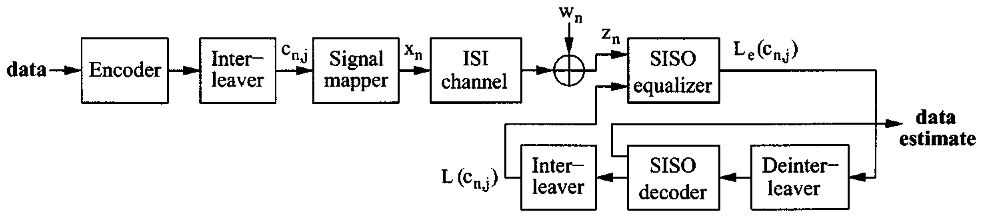 data
Encoder
Inter-
leaver
c_{n,j}
Signal
mapper
x_n
ISI
channel
w_n
z_n
SISO
equalizer
L_e(c_{n,j})
data
estimate
L(c_{n,j})
Inter-
leaver
SISO
decoder
Deinter-
leaver